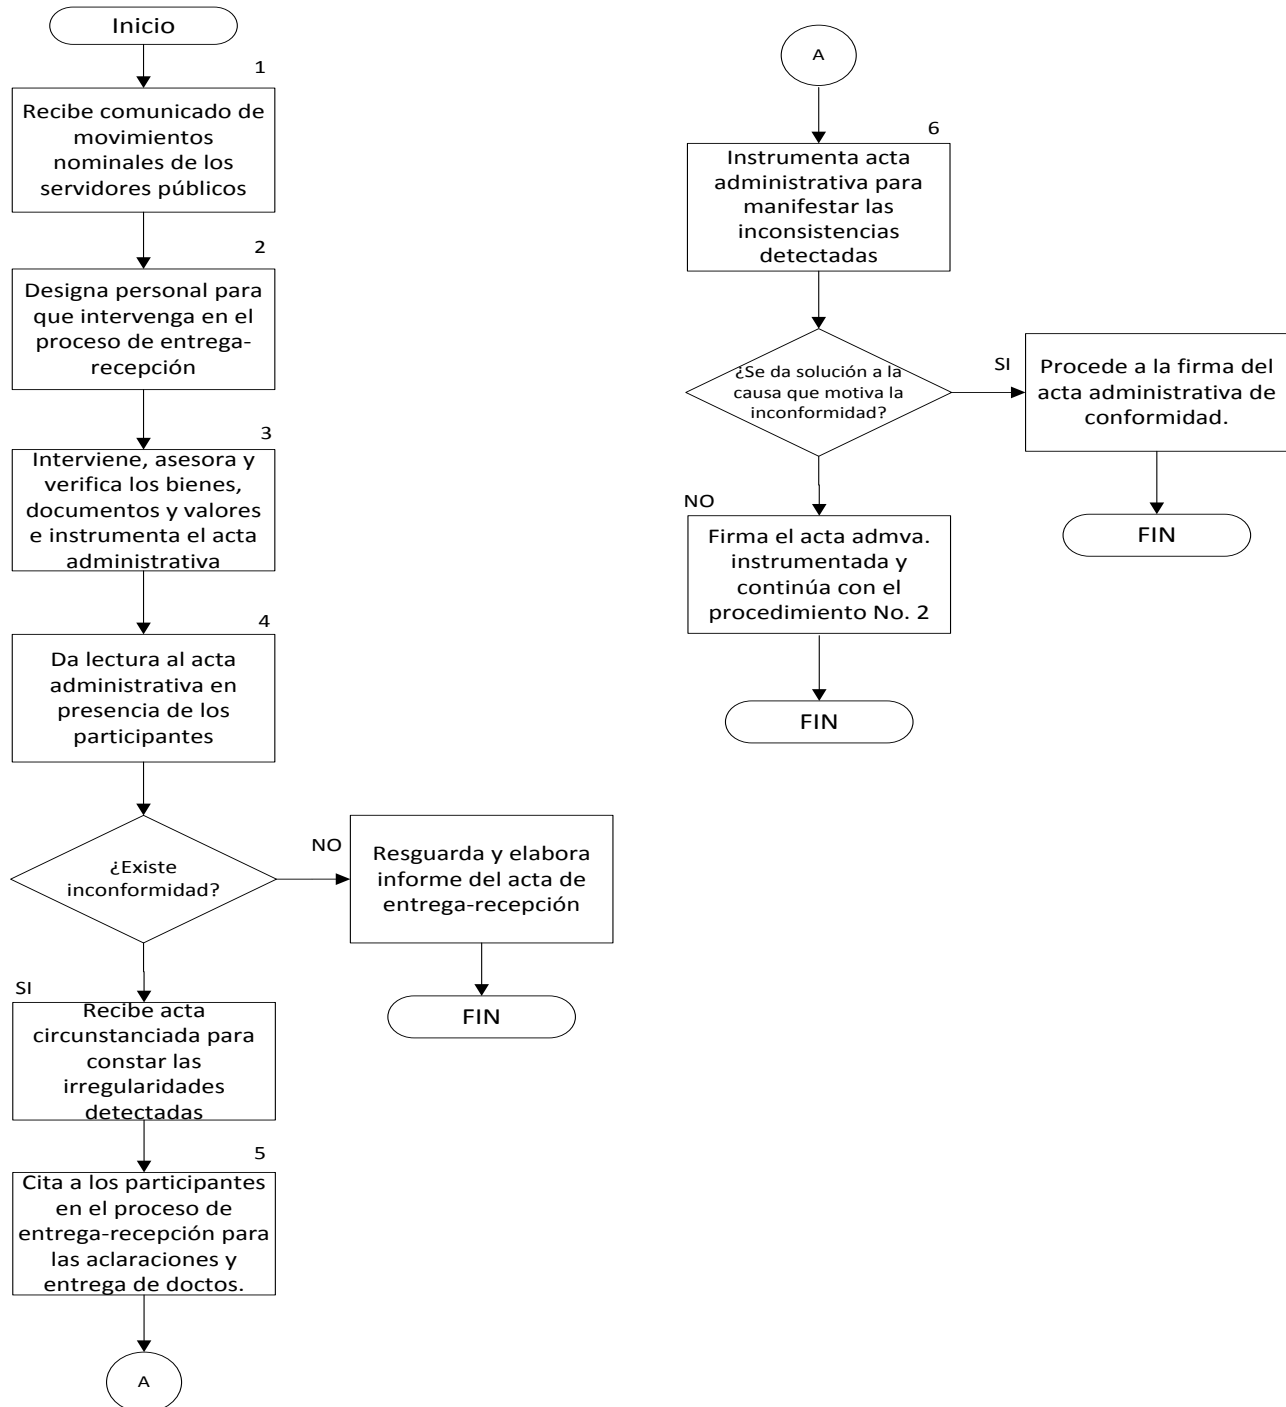 Inicio
1
Recibe comunicado de
movimientos
nominales de los
servidores públicos
2
Designa personal para
que intervenga en el
proceso de entrega-
recepción
3
Interviene, asesora y
verifica los bienes,
documentos y valores
e instrumenta el acta
administrativa
4
Da lectura al acta
administrativa en
presencia de los
participantes
¿Existe
inconformidad?
NO
Resguarda y elabora
informe del acta de
entrega-recepción
FIN
SI
Recibe acta
circunstanciada para
constar las
irregularidades
detectadas
5
Cita a los participantes
en el proceso de
entrega-recepción para
las aclaraciones y
entrega de doctos.
A
A
6
Instrumenta acta
administrativa para
manifestar las
inconsistencias
detectadas
¿Se da solución a la
causa que motiva la
inconformidad?
SI
Procede a la firma del
acta administrativa de
conformidad.
FIN
NO
Firma el acta admva.
instrumentada y
continúa con el
procedimiento No. 2
FIN